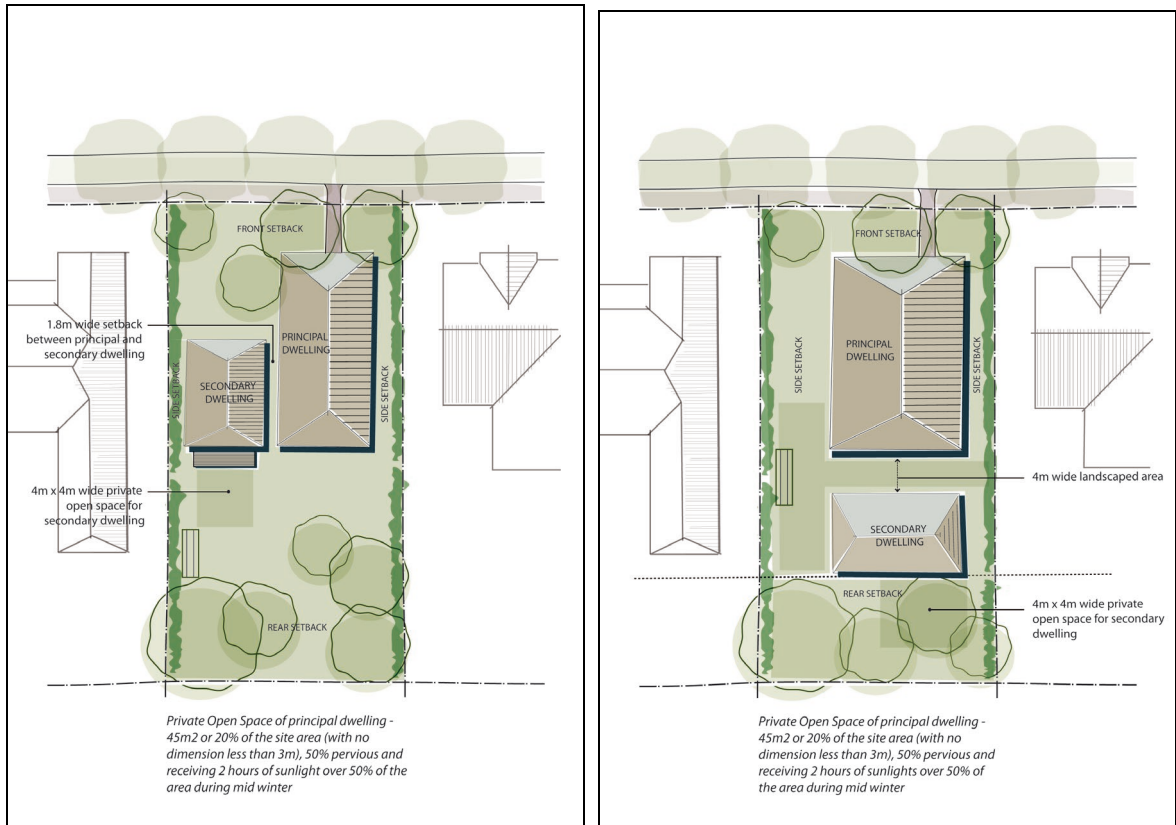 FRONT SETBACK
1.8m wide setback
between principal and
secondary dwelling
PRINCIPAL
DWELLING
SIDE SETBACK
SECONDARY
DWELLING
SIDE SETBACK
4m x 4m wide private
open space for
secondary dwelling
REAR SETBACK
Private Open Space of principal dwelling -
45m2 or 20% of the site area (with no
dimension less than 3m), 50% pervious and
receiving 2 hours of sunlight over 50% of the
area during mid winter
FRONT SETBACK
PRINCIPAL
DWELLING
SIDE SETBACK
SIDE SETBACK
4m wide landscaped area
SECONDARY
DWELLING
REAR SETBACK
4m x 4m wide private
open space for secondary
dwelling
Private Open Space of principal dwelling -
45m2 or 20% of the site area (with no
dimension less than 3m), 50% pervious and
receiving 2 hours of sunlights over 50% of
the area during mid winter